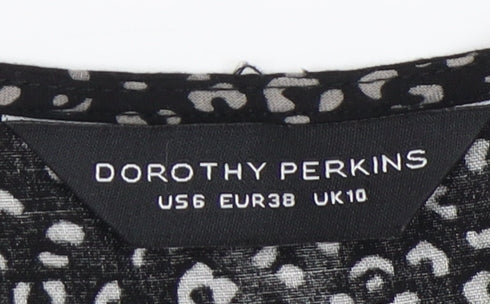 DOROTHY PERKINS
US6 EUR38 UK10